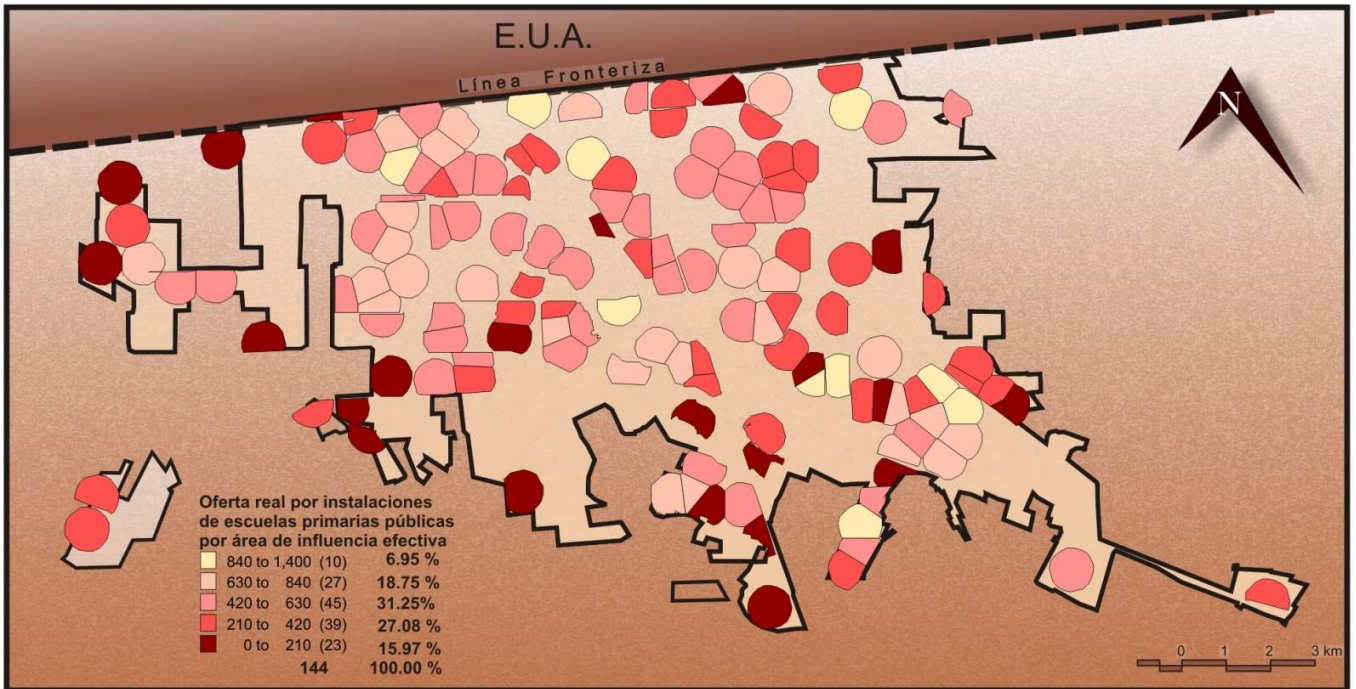 E.U.A.
Línea Fronteriza
N
Oferta real por instalaciones
de escuelas primarias públicas
por área de influencia efectiva
840 to 1,400 (10) 6.95 %
630 to 840 (27) 18.75 %
420 to 630 (45) 31.25%
210 to 420 (39) 27.08 %
0 to 210 (23) 15.97 %
144 100.00 %
0 1 2 3 km